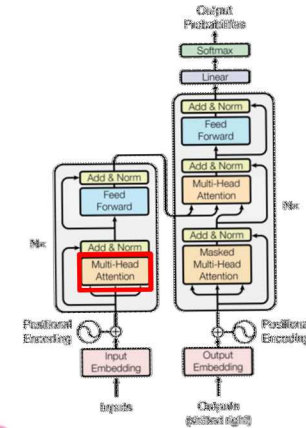 Output
Probabilities
Softmax
Linear
Add & Norm
Feed
Forward
Add & Norm
Multi-Head
Attention
Add & Norm
Masked
Multi-Head
Attention
Nx
Positional
Encoding
Output
Embedding
Outputs
(shifted right)
Add & Norm
Feed
Forward
Nx
Add & Norm
Multi-Head
Attention
Positional
Encoding
Input
Embedding
Inputs